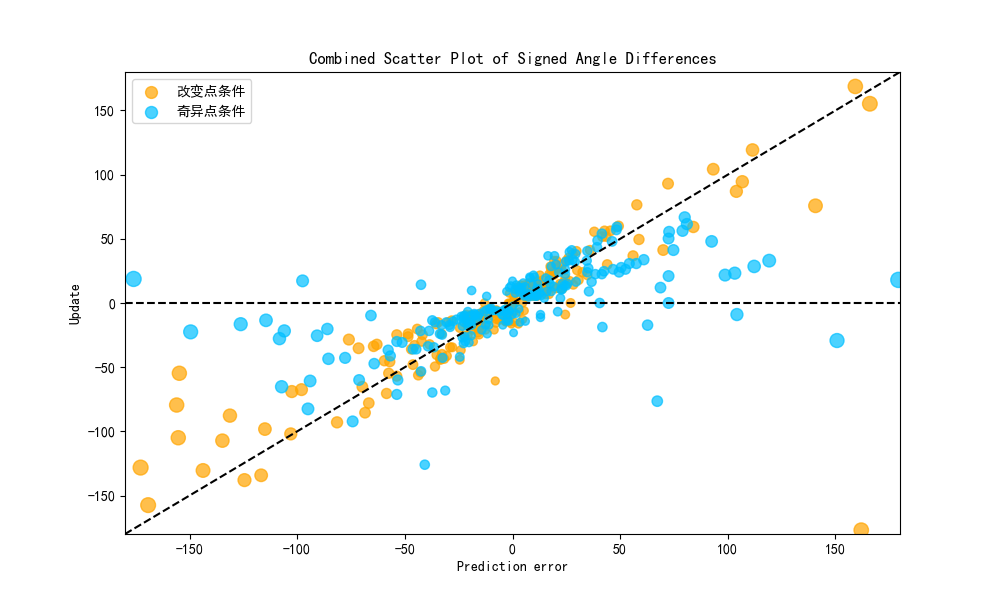 Combined Scatter Plot of Signed Angle Differences
改变点条件
奇异点条件
150
100
50
0
−50
−100
−150
Update
−150
−100
−50
0
50
100
150
Prediction error